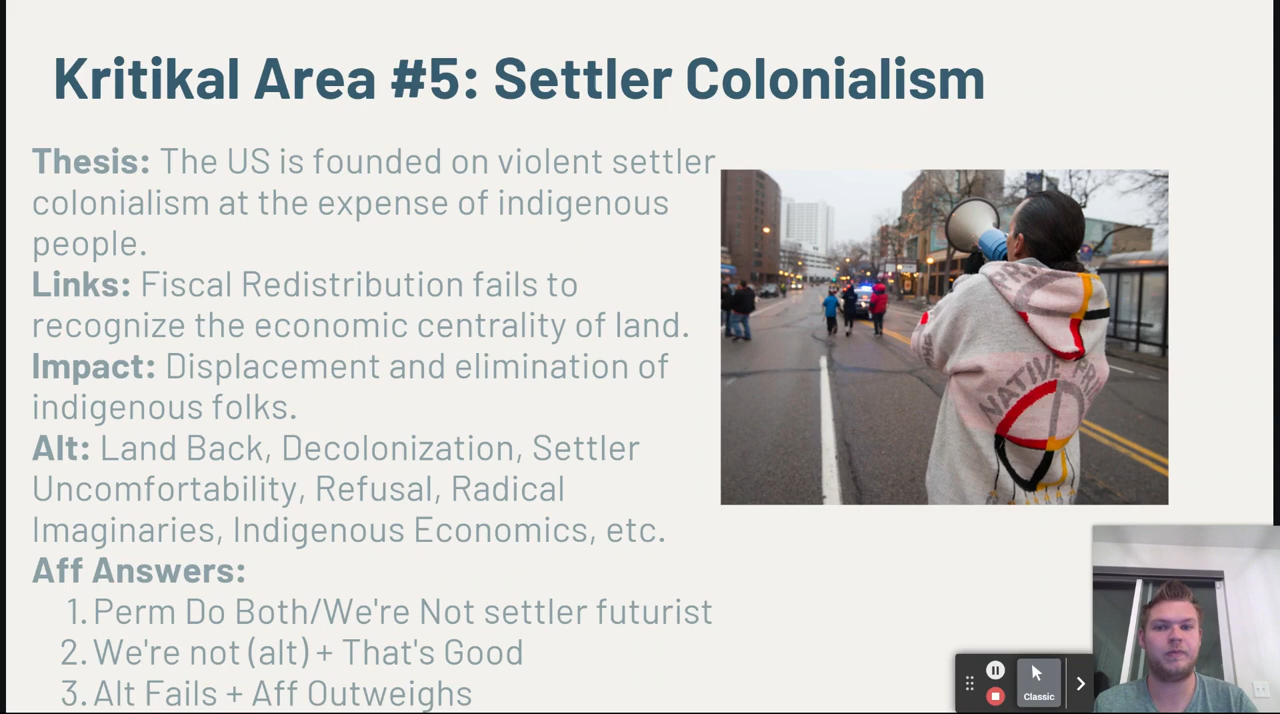 Kritikal Area #5: Settler Colonialism
Thesis: The US is founded on violent settler
colonialism at the expense of indigenous
people.
Links: Fiscal Redistribution fails to
recognize the economic centrality of land.
Impact: Displacement and elimination of
indigenous folks.
Alt: Land Back, Decolonization, Settler
Uncomfortability, Refusal, Radical
Imaginaries, Indigenous Economics, etc.
Aff Answers:
1. Perm Do Both/We're Not settler futurist
2. We're not (alt) + That's Good
3. Alt Fails + Aff Outweighs
NATIVE
Classic